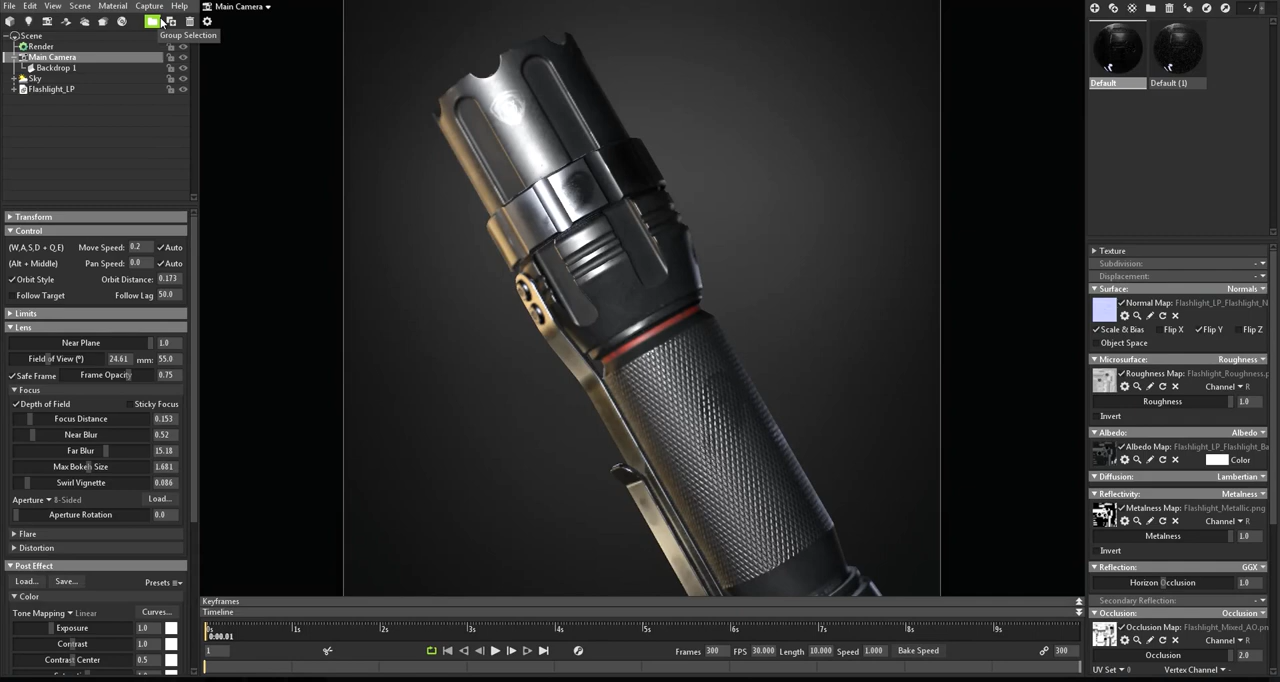 File Edit View Scene Material Capture Help
Main Camera
- /
Group Selection
Scene
Render
Main Camera
Backdrop 1
Sky
Flashlight_LP
Default
Default (1)
Transform
Control
(W,A,S,D + Q,E) Move Speed: 0.2 Auto
(Alt + Middle) Pan Speed: 0.0 Auto
Orbit Style Orbit Distance: 0.173
Follow Target Follow Lag 50.0
Limits
Lens
Near Plane 1.0
Field of View (°) 24.61 mm: 55.0
Safe Frame Frame Opacity 0.75
Focus
Depth of Field Sticky Focus
Focus Distance 0.153
Near Blur 0.52
Far Blur 15.18
Max Bokeh Size 1.681
Swirl Vignette 0.086
Aperture 8-Sided Load...
Aperture Rotation 0.0
Flare
Distortion
Post Effect
Load... Save... Presets
Color
Tone Mapping Linear Curves...
Exposure 1.0
Contrast 1.0
Contrast Center 0.5
Keyframes
Timeline
0s 1s 2s 3s 4s 5s 6s 7s 8s 9s
0:00.01
1 Frames 300 FPS 30.000 Length 10.000 Speed 1.000 Bake Speed 300
Texture
Subdivision: -
Displacement: -
Surface: Normals
Normal Map: Flashlight_LP_Flashlight_N
Scale & Bias Flip X Flip Y Flip Z
Object Space
Microsurface: Roughness
Roughness Map: Flashlight_Roughness.p
Channel R
Roughness 1.0
Invert
Albedo: Albedo
Albedo Map: Flashlight_LP_Flashlight_Ba
Color
Diffusion: Lambertian
Reflectivity: Metalness
Metalness Map: Flashlight_Metallic.png
Channel R
Metalness 1.0
Invert
Reflection: GGX
Horizon Occlusion 1.0
Secondary Reflection: -
Occlusion: Occlusion
Occlusion Map: Flashlight_Mixed_AO.pn
Channel R
Occlusion 2.0
UV Set 0 Vertex Channel -